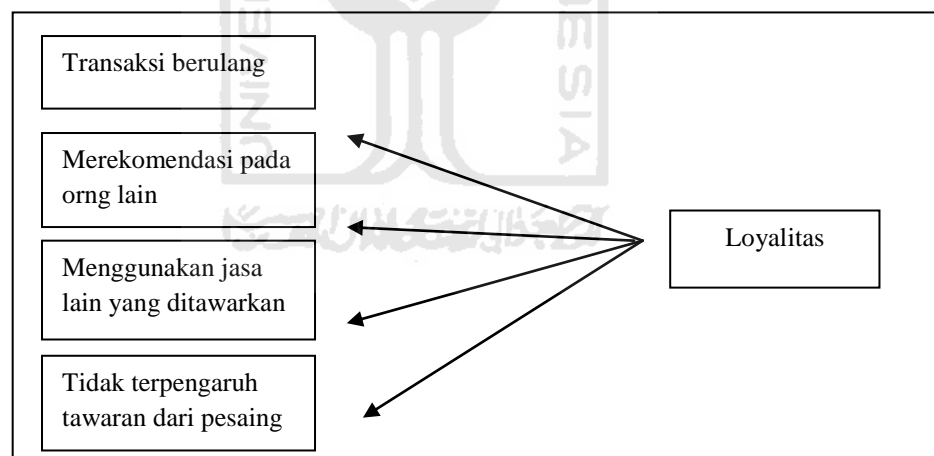 Transaksi berulang
Merekomendasi pada
orng lain
Menggunakan jasa
lain yang ditawarkan
Tidak terpengaruh
tawaran dari pesaing
Loyalitas